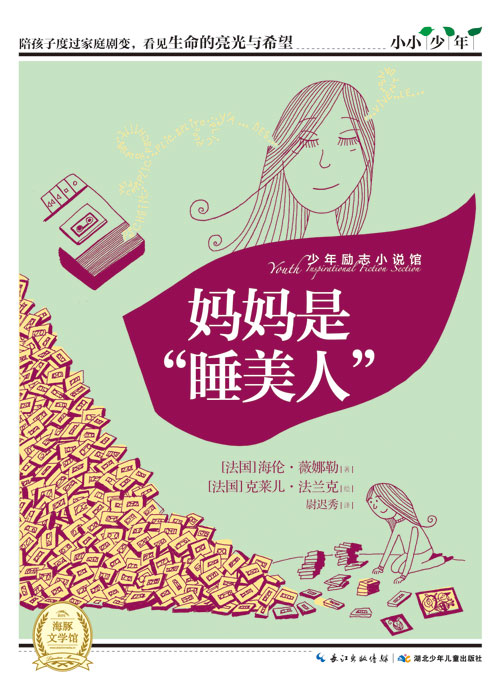 陪孩子度过家庭剧变，看见生命的亮光与希望
小小少年
少年励志小说馆
Youth Inspirational Fiction Section
妈妈是
“睡美人”
[法国]海伦·薇娜勒[著]
[法国]克莱儿·法兰克[绘]
尉迟秀[译]
海豚
文学馆
长江出版传媒
湖北少年儿童出版社